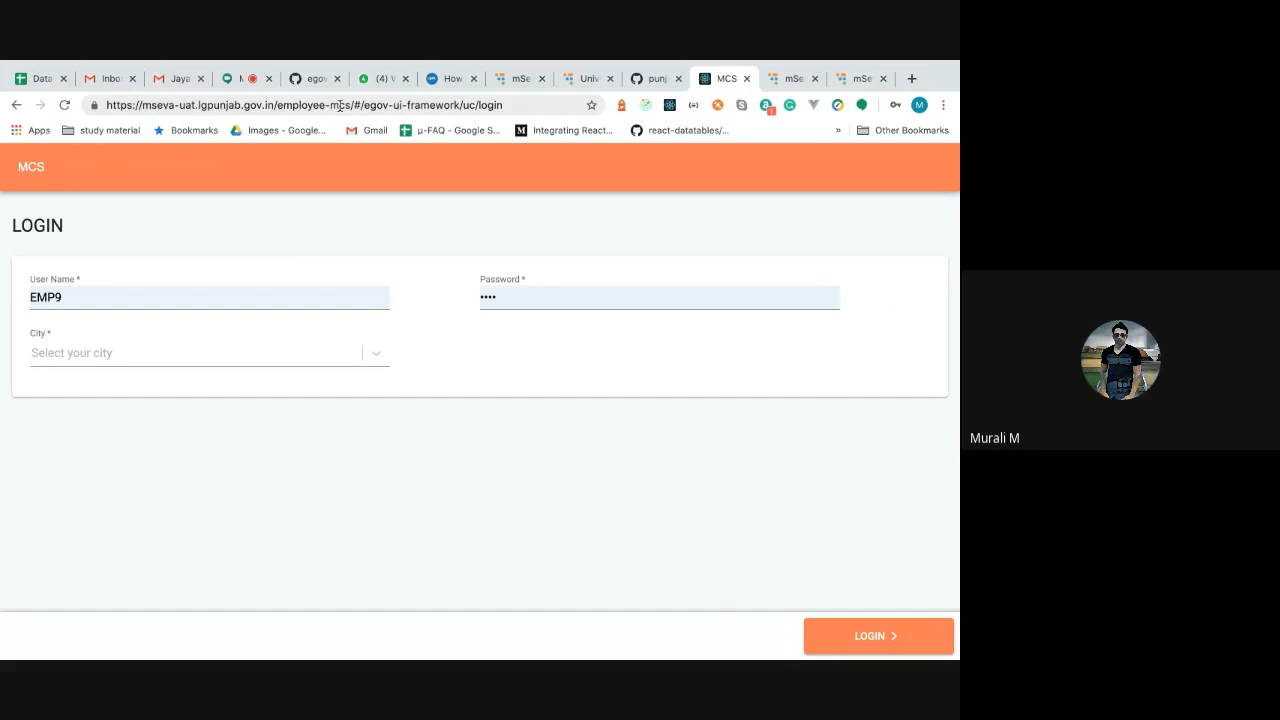 Data
Inbo
Jaya
egov
(4) W
How
mSe
Univ
punj
MCS
mSe
mSe
https://mseva-uat.lgpunjab.gov.in/employee-mcs/#/egov-ui-framework/uc/login
M
Apps
study material
Bookmarks
Images - Google...
Gmail
µ-FAQ - Google S...
Integrating React...
react-datatables/...
»
Other Bookmarks
MCS
LOGIN
User Name *
Password *
EMP9
••••
City *
Select your city
LOGIN
Murali M